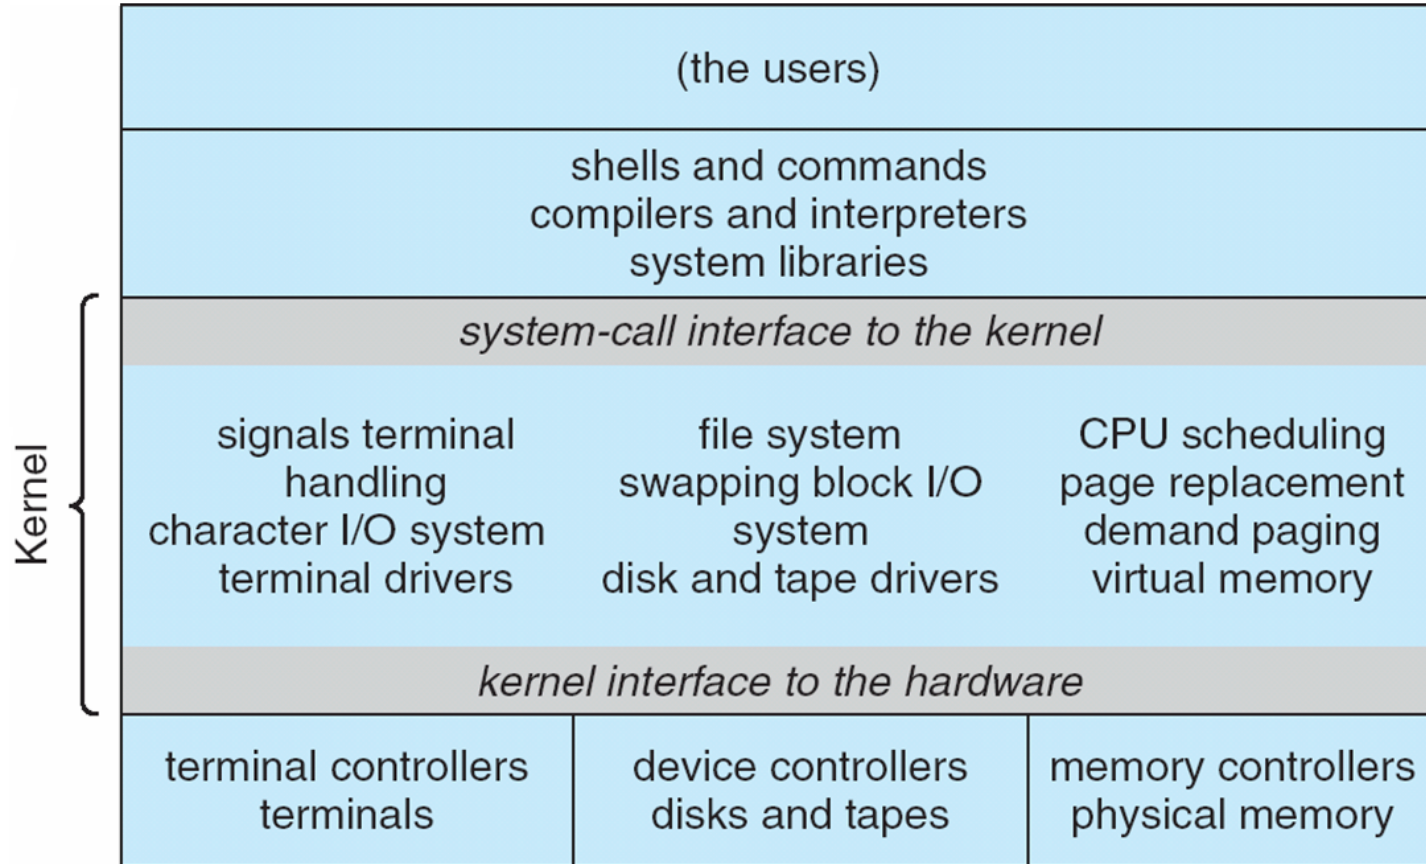 (the users)
shells and commands
compilers and interpreters
system libraries
system-call interface to the kernel
Kernel
signals terminal
handling
character I/O system
terminal drivers
file system
swapping block I/O
system
disk and tape drivers
CPU scheduling
page replacement
demand paging
virtual memory
kernel interface to the hardware
terminal controllers
terminals
device controllers
disks and tapes
memory controllers
physical memory